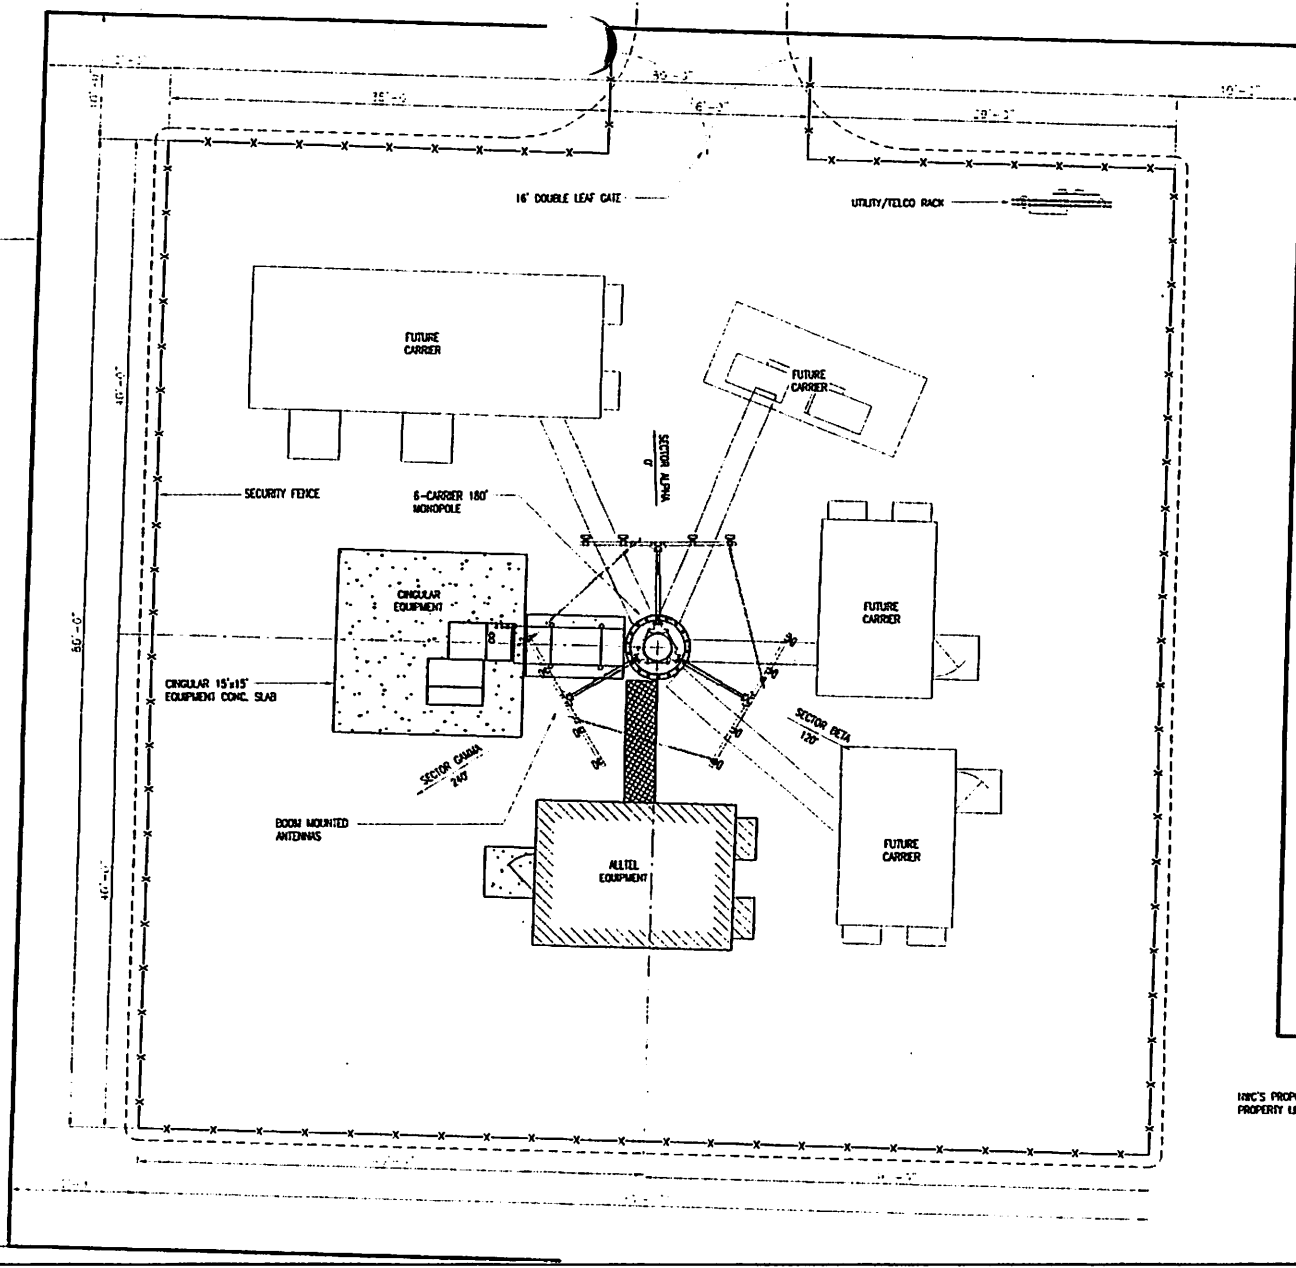 16' DOUBLE LEAF GATE
UTILITY/TELCO RACK
FUTURE
CARRIER
FUTURE
CARRIER
SECTOR ALPHA
0°
SECURITY FENCE
6-CARRIER 180'
MONOPOLE
40'-0"
CINGULAR
EQUIPMENT
FUTURE
CARRIER
80'-0"
CINGULAR 15'x15'
EQUIPMENT CONC. SLAB
SECTOR BETA
120°
SECTOR GAMMA
240°
BOOM MOUNTED
ANTENNAS
ALLTEL
EQUIPMENT
FUTURE
CARRIER
40'-0"
PROPERTY